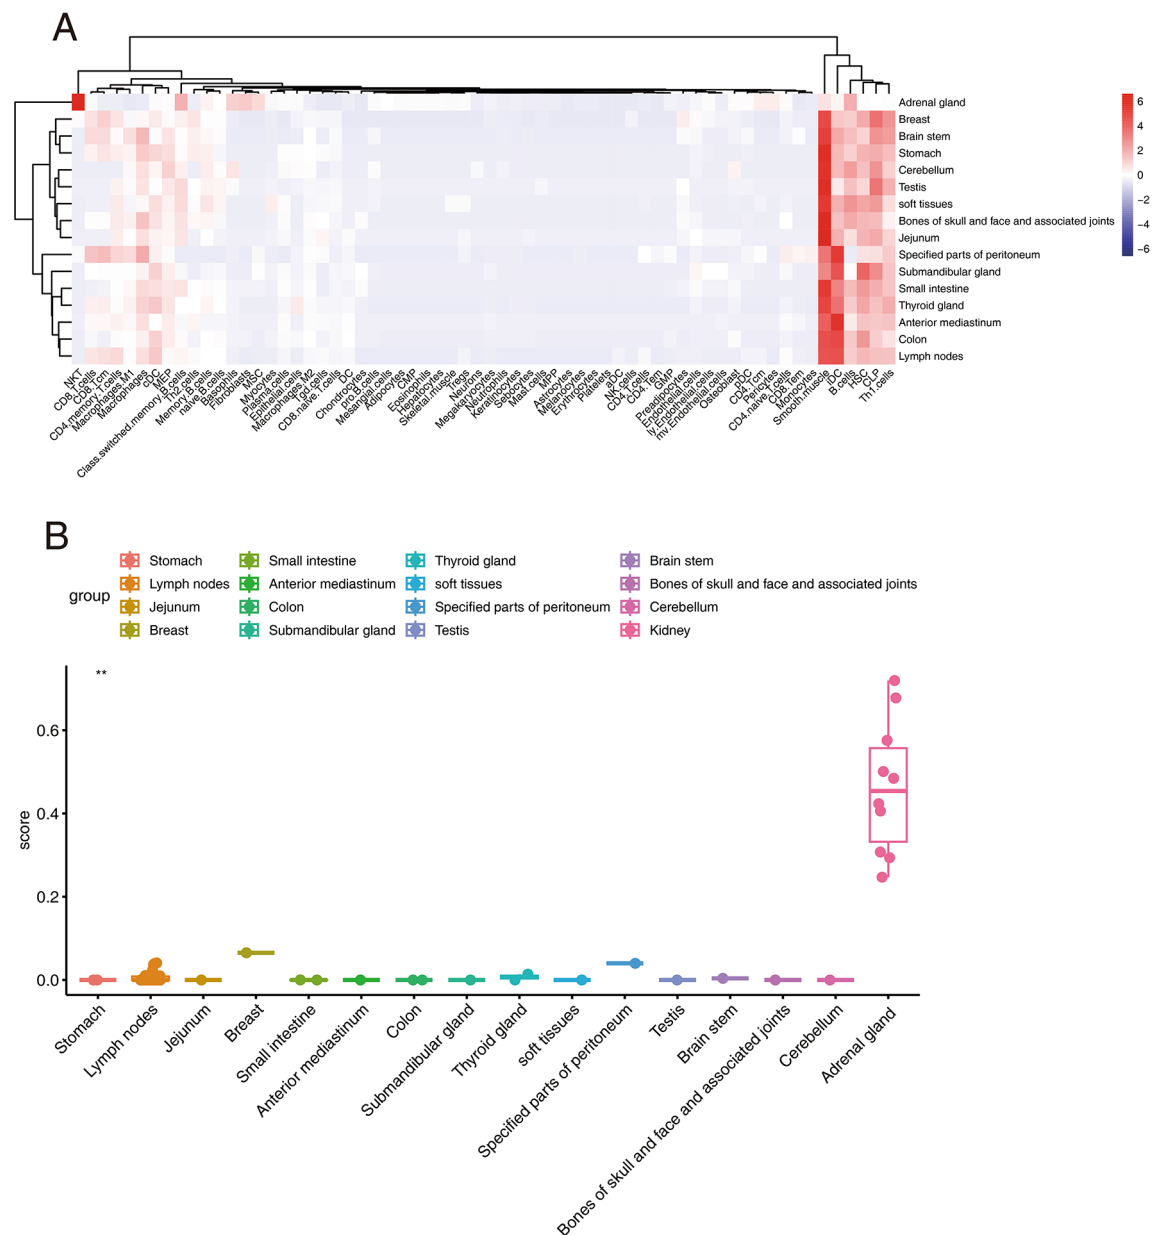 A
6
4
2
0
−2
−4
−6
Adrenal gland
Breast
Brain stem
Stomach
Cerebellum
Testis
soft tissues
Bones of skull and face and associated joints
Jejunum
Specified parts of peritoneum
Submandibular gland
Small intestine
Thyroid gland
Anterior mediastinum
Colon
Lymph nodes
NKT
CD8.T.cells
CD8.Tcm
CD4.memory.T.cells
Macrophages.M1
Macrophages
cDC
MEP
Class.switched.memory.B.cells
Th2.cells
Memory.B.cells
naive.B.cells
Basophils
Fibroblasts
MSC
Myocytes
Plasma.cells
Epithelial.cells
Macrophages.M2
Tgd.cells
CD8.naive.T.cells
DC
Chondrocytes
pro.B.cells
Mesangial.cells
Adipocytes
CMP
Eosinophils
Hepatocytes
Skeletal.muscle
Tregs
Neurons
Megakaryocytes
Neutrophils
Keratinocytes
Sebocytes
Mast.cells
MPP
Astrocytes
Melanocytes
Erythrocytes
Platelets
aDC
NK.cells
CD4.T.cells
CD4.Tem
GMP
Preadipocytes
Endothelial.cells
ly.Endothelial.cells
mv.Endothelial.cells
Osteoblast
pDC
CD4.Tcm
Pericytes
CD8.Tem
CD4.naive.T.cells
Monocytes
Smooth.muscle
iDC
B.cells
HSC
CLP
Th1.cells
B
group
Stomach
Lymph nodes
Jejunum
Breast
Small intestine
Anterior mediastinum
Colon
Submandibular gland
Thyroid gland
soft tissues
Specified parts of peritoneum
Testis
Brain stem
Bones of skull and face and associated joints
Cerebellum
Kidney
**
score
0.6
0.4
0.2
0.0
Stomach
Lymph nodes
Jejunum
Breast
Small intestine
Anterior mediastinum
Colon
Submandibular gland
Thyroid gland
soft tissues
Specified parts of peritoneum
Testis
Brain stem
Bones of skull and face and associated joints
Cerebellum
Adrenal gland